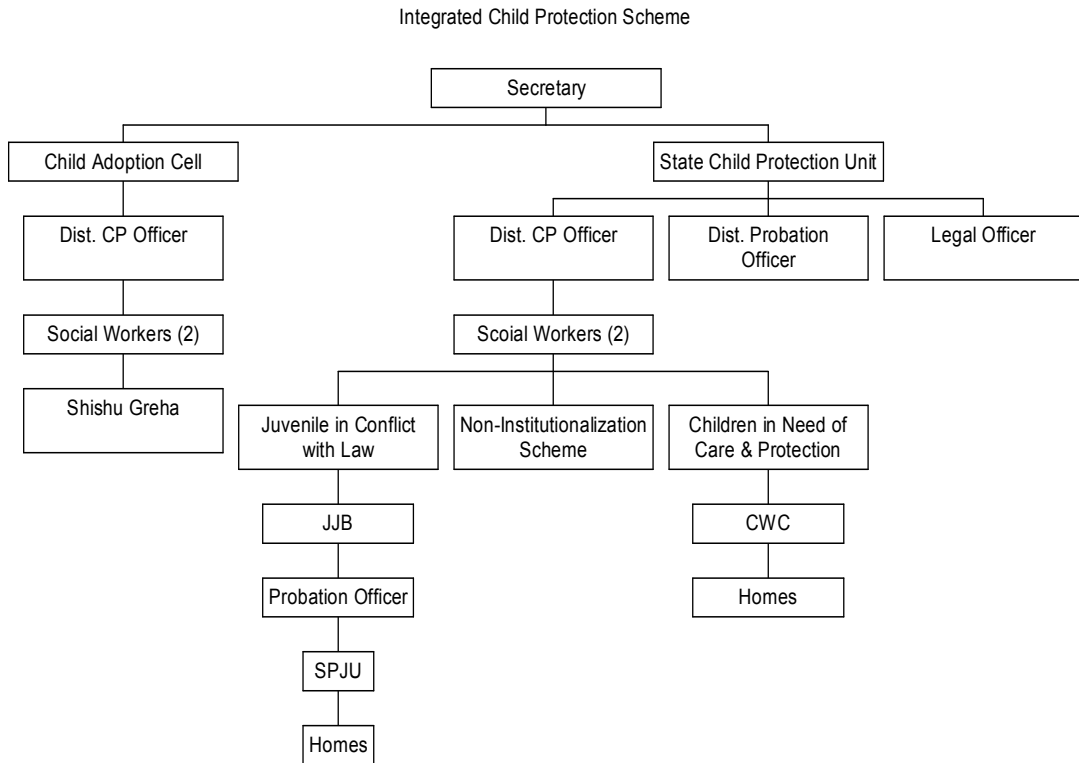 Integrated Child Protection Scheme
Secretary
Child Adoption Cell
State Child Protection Unit
Dist. CP Officer
Dist. CP Officer
Dist. Probation
Officer
Legal Officer
Social Workers (2)
Scoial Workers (2)
Shishu Greha
Juvenile in Conflict
with Law
Non-Institutionalization
Scheme
Children in Need of
Care & Protection
JJB
CWC
Probation Officer
Homes
SPJU
Homes